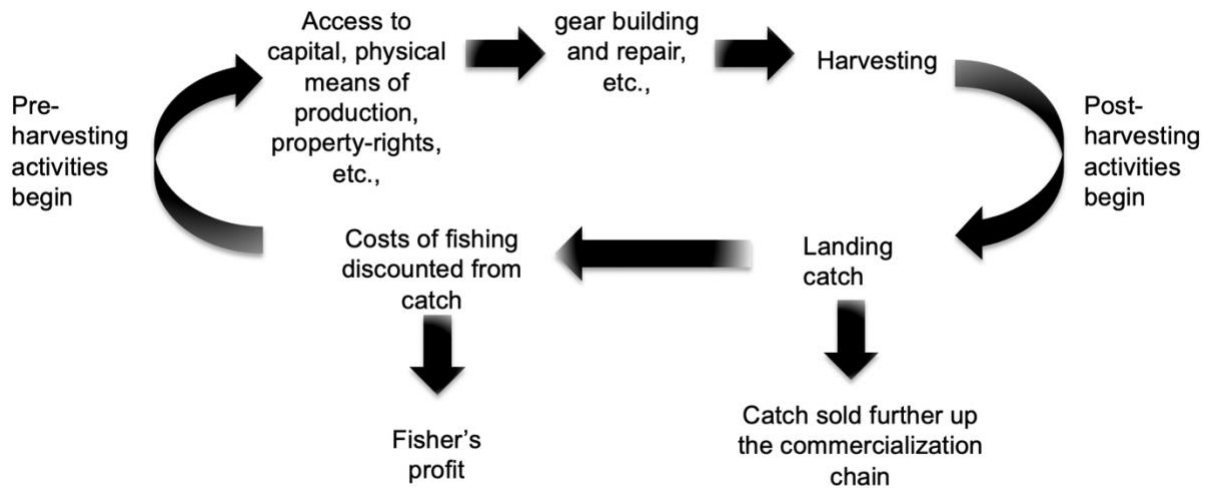 Pre-
harvesting
activities
begin
Access to
capital, physical
means of
production,
property-rights,
etc.,
gear building
and repair,
etc.,
Harvesting
Post-
harvesting
activities
begin
Landing
catch
Costs of fishing
discounted from
catch
Fisher’s
profit
Catch sold further up
the commercialization
chain